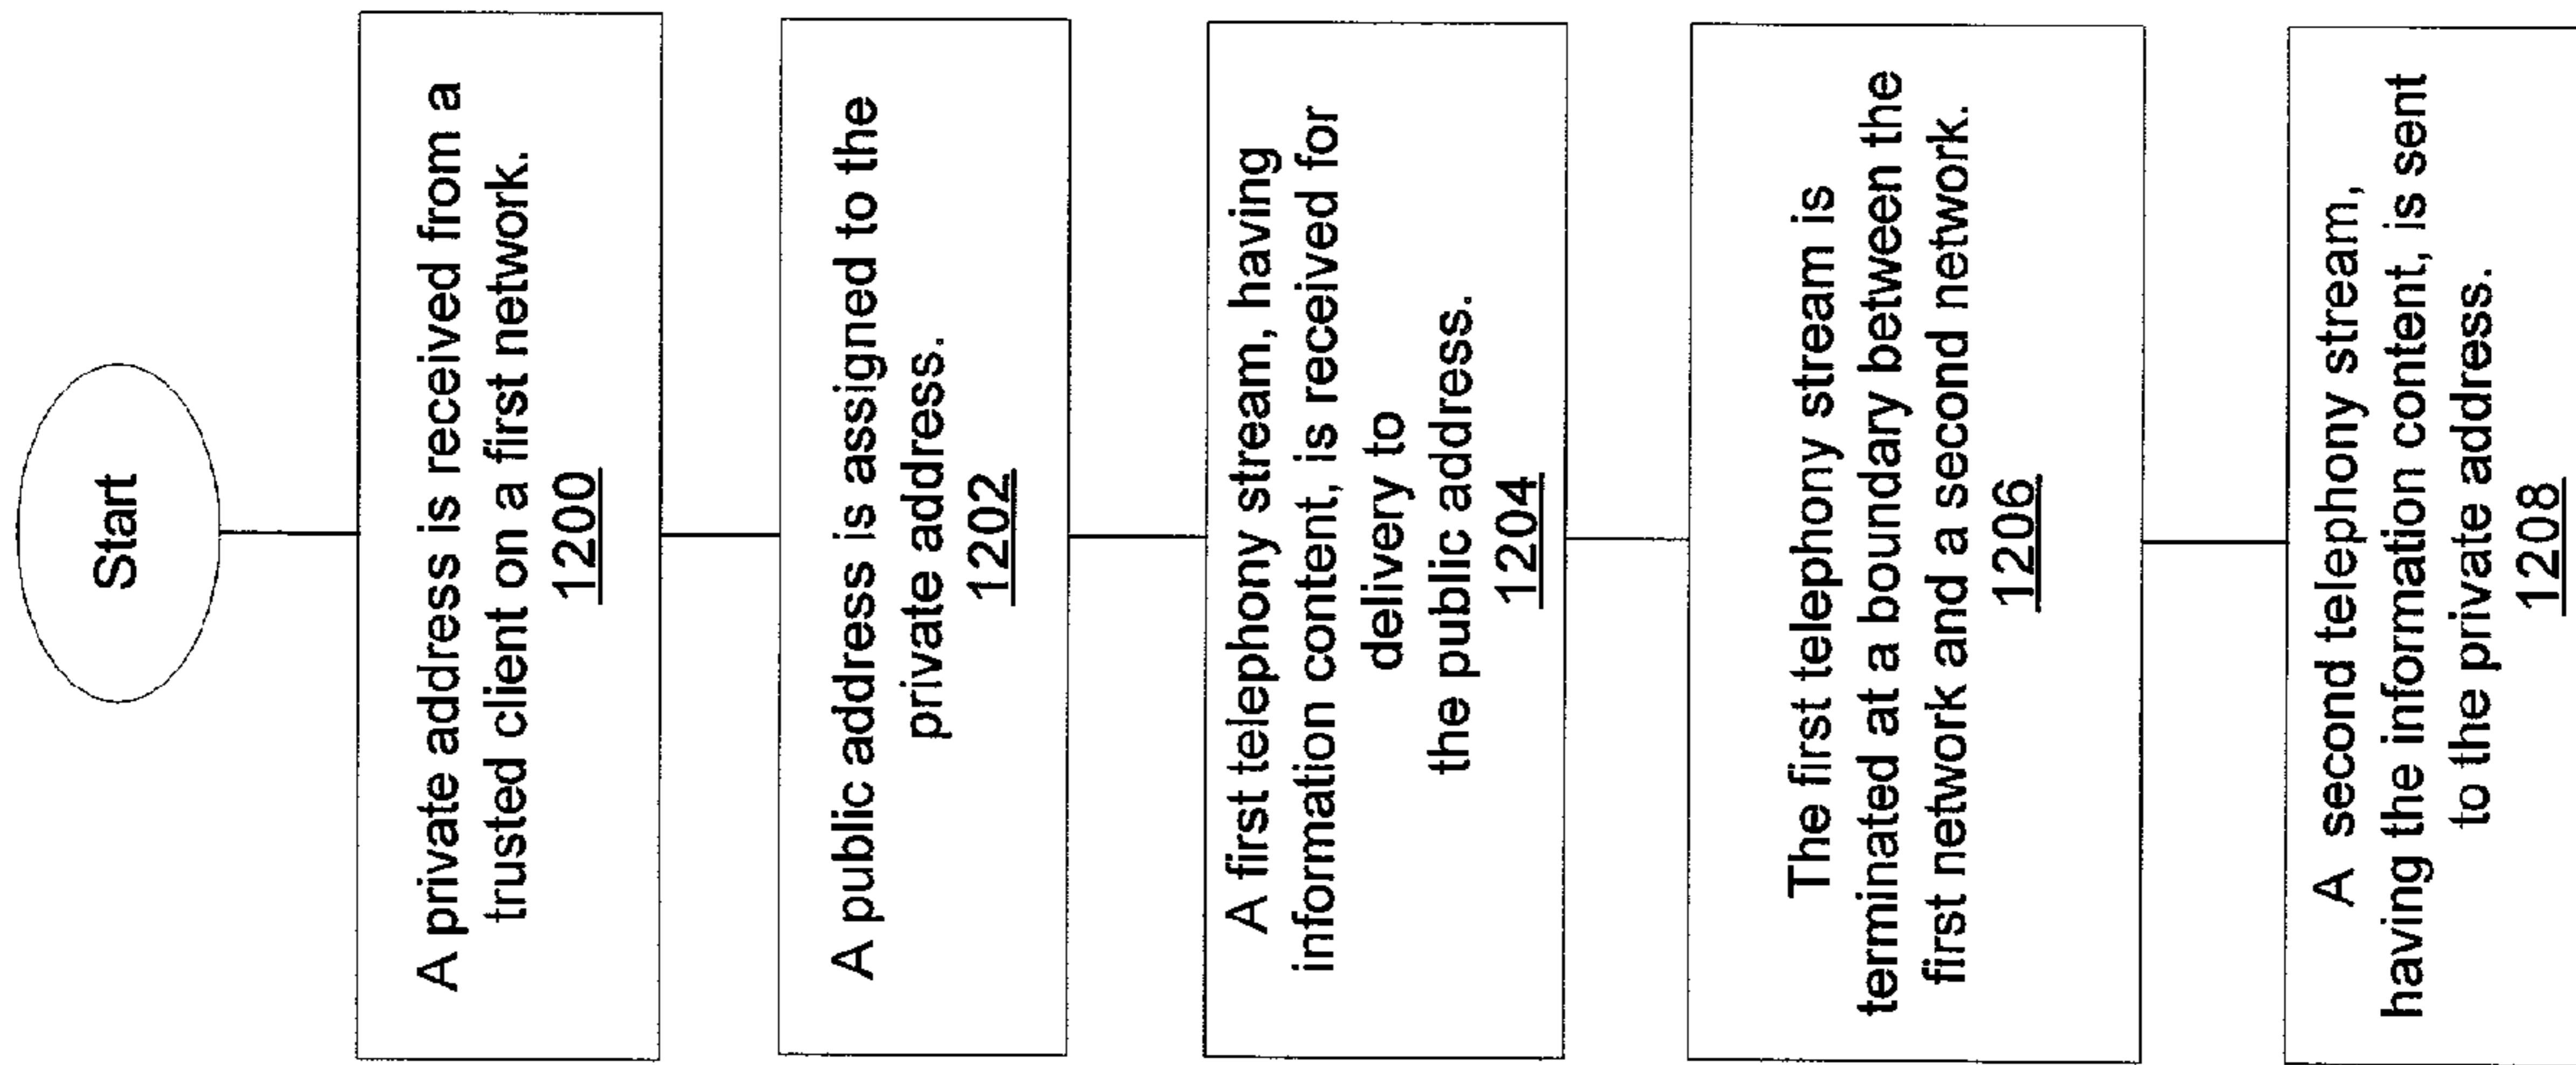 Start
A private address is received from a
trusted client on a first network.
1200
A public address is assigned to the
private address.
1202
A first telephony stream, having
information content, is received for
delivery to
the public address.
1204
The first telephony stream is
terminated at a boundary between the
first network and a second network.
1206
A second telephony stream,
having the information content, is sent
to the private address.
1208